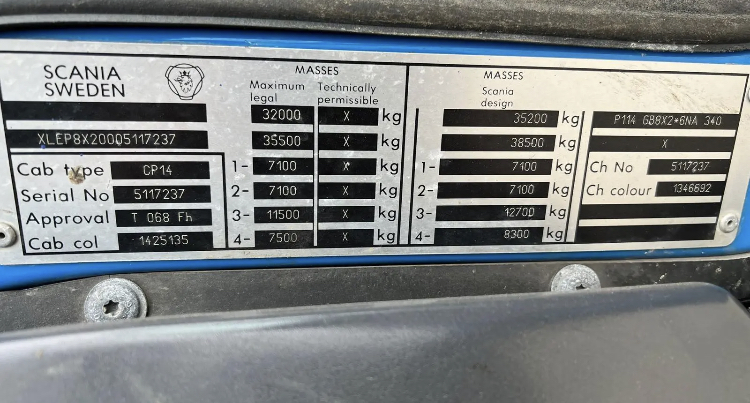 SCANIA
SWEDEN
XLEP8X20005117237
Cab type CP14
Serial No 5117237
Approval T 068 Fh
Cab col 1425135
MASSES
Maximum legal
Technically permissible
32000 X kg
35500 X kg
1- 7100 X kg
2- 7100 X kg
3- 11500 X kg
4- 7500 X kg
MASSES
Scania design
35200 kg
38500 kg
1- 7100 kg
2- 7100 kg
3- 12700 kg
4- 8300 kg
P114 GB8X2*6NA 340
X
Ch No 5117237
Ch colour 1346692